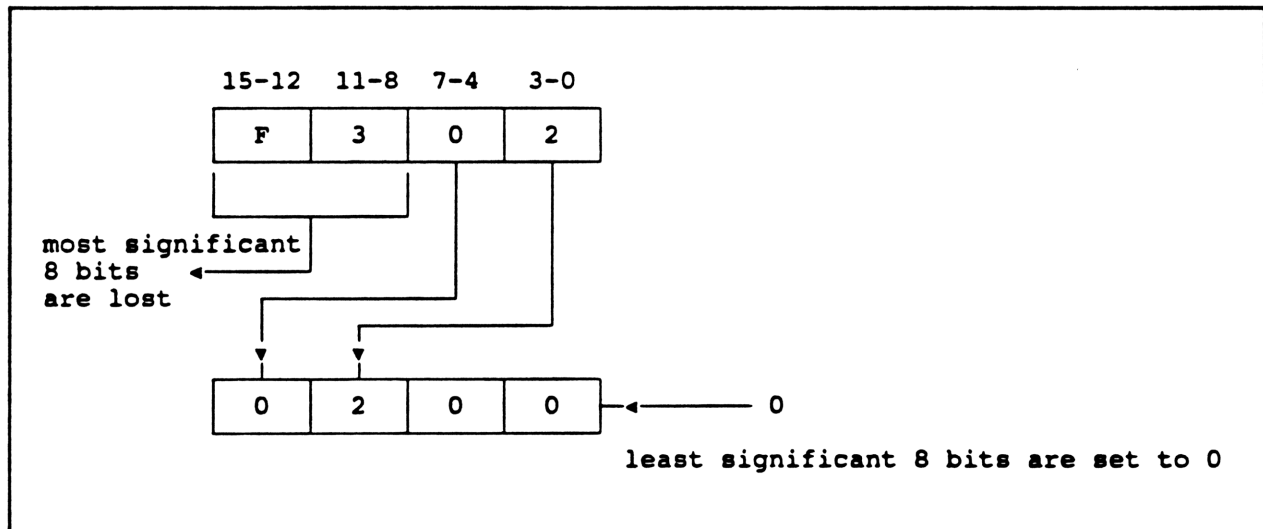 15-12 11-8 7-4 3-0
F 3 0 2
most significant
8 bits
are lost
0 2 0 0 0
least significant 8 bits are set to 0